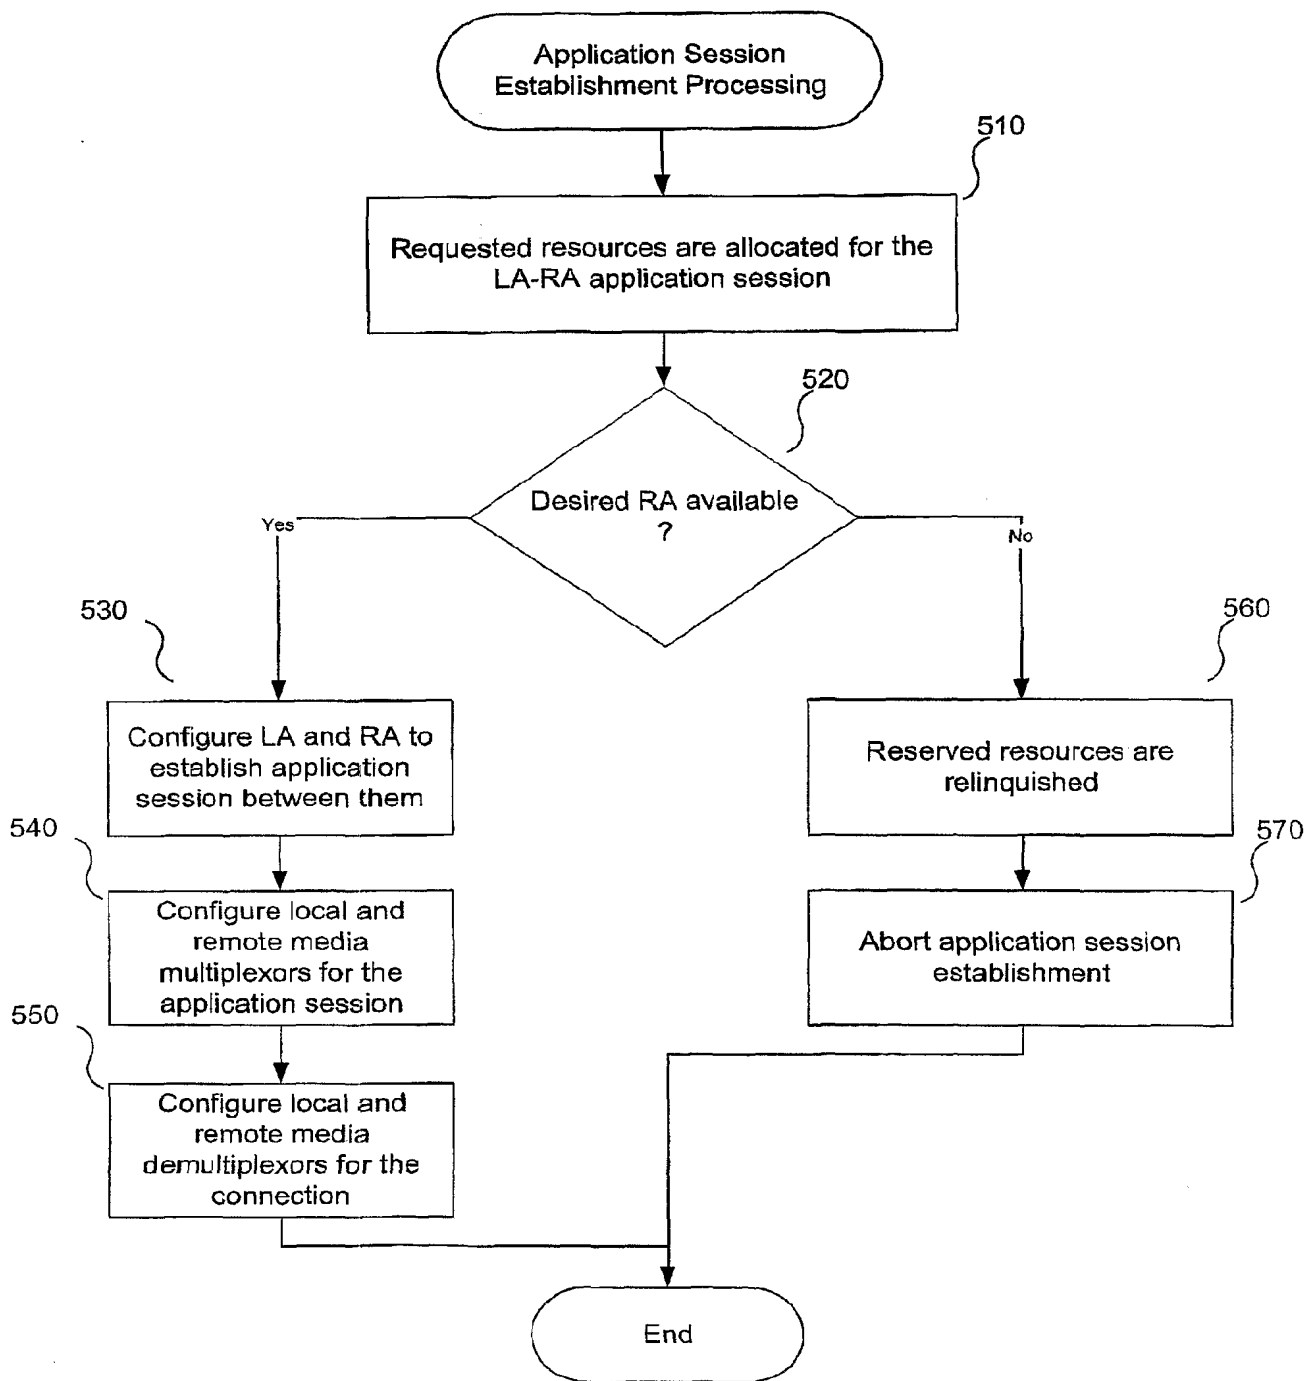 Application Session
Establishment Processing
510
Requested resources are allocated for the
LA-RA application session
520
Desired RA available
?
Yes
No
530
Configure LA and RA to
establish application
session between them
560
Reserved resources are
relinquished
540
Configure local and
remote media
multiplexors for the
application session
570
Abort application session
establishment
550
Configure local and
remote media
demultiplexors for the
connection
End